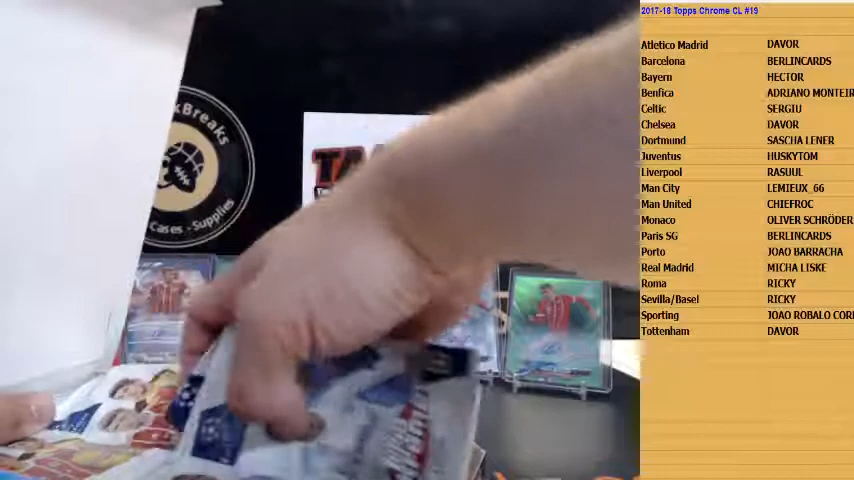 2017-18 Topps Chrome CL #19
Atletico Madrid DAVOR
Barcelona BERLINCARDS
Bayern HECTOR
Benfica ADRIANO MONTEIR
Celtic SERGIU
Chelsea DAVOR
Dortmund SASCHA LENER
Juventus HUSKYTOM
Liverpool RASUUL
Man City LEMIEUX_66
Man United CHIEFROC
Monaco OLIVER SCHRÖDER
Paris SG BERLINCARDS
Porto JOAO BARRACHA
Real Madrid MICHA LISKE
Roma RICKY
Sevilla/Basel RICKY
Sporting JOAO ROBALO COR
Tottenham DAVOR
kBreaks
Cases - Supplies